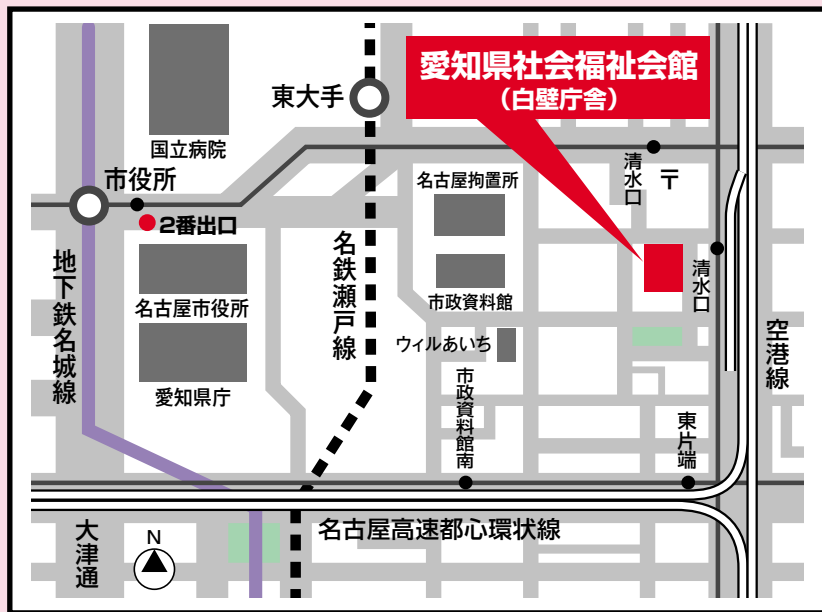 愛知県社会福祉会館
（白壁庁舎）
東大手
国立病院
清水口
〒
市役所
名古屋拘置所
2番出口
名鉄瀬戸線
地下鉄名城線
名古屋市役所
市政資料館
清水口
ウィルあいち
空港線
愛知県庁
市政資料館南
東片端
大津通
N
名古屋高速都心環状線